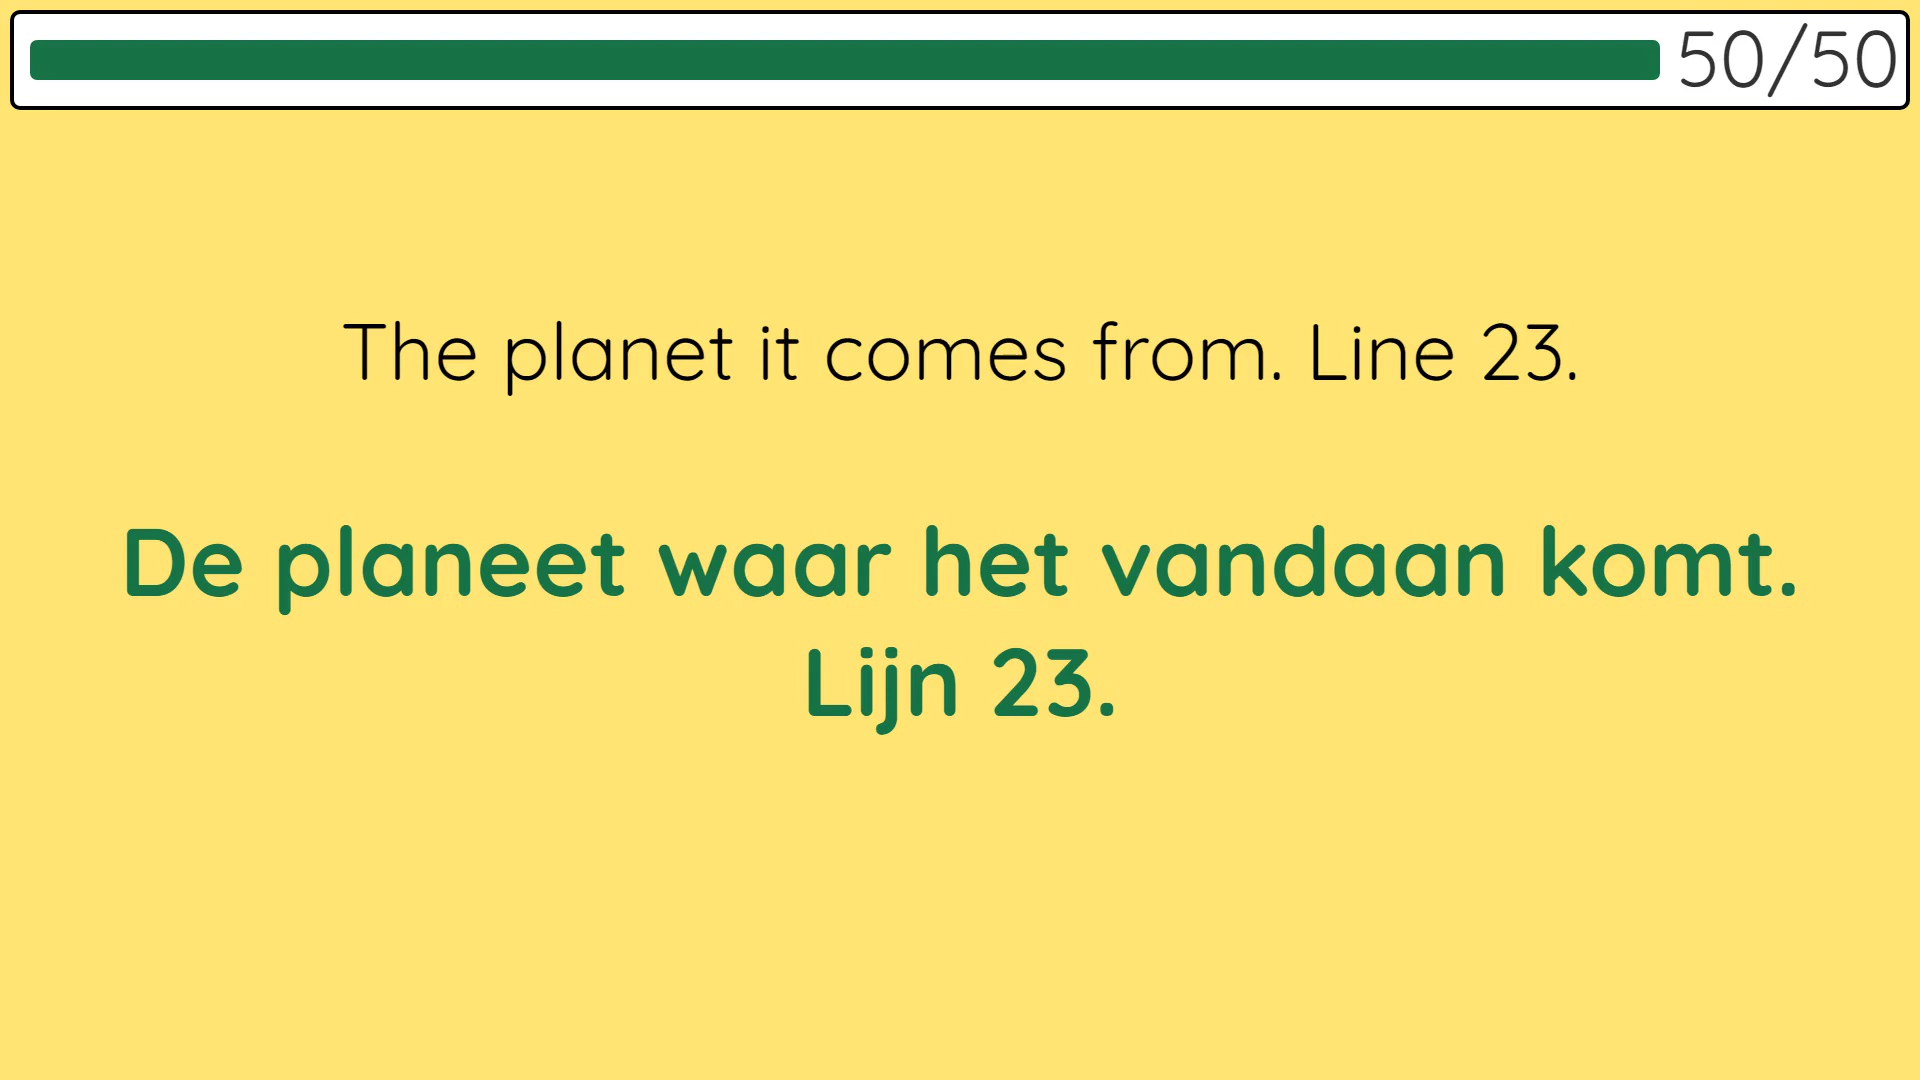 50/50
The planet it comes from. Line 23.
De planeet waar het vandaan komt.
Lijn 23.